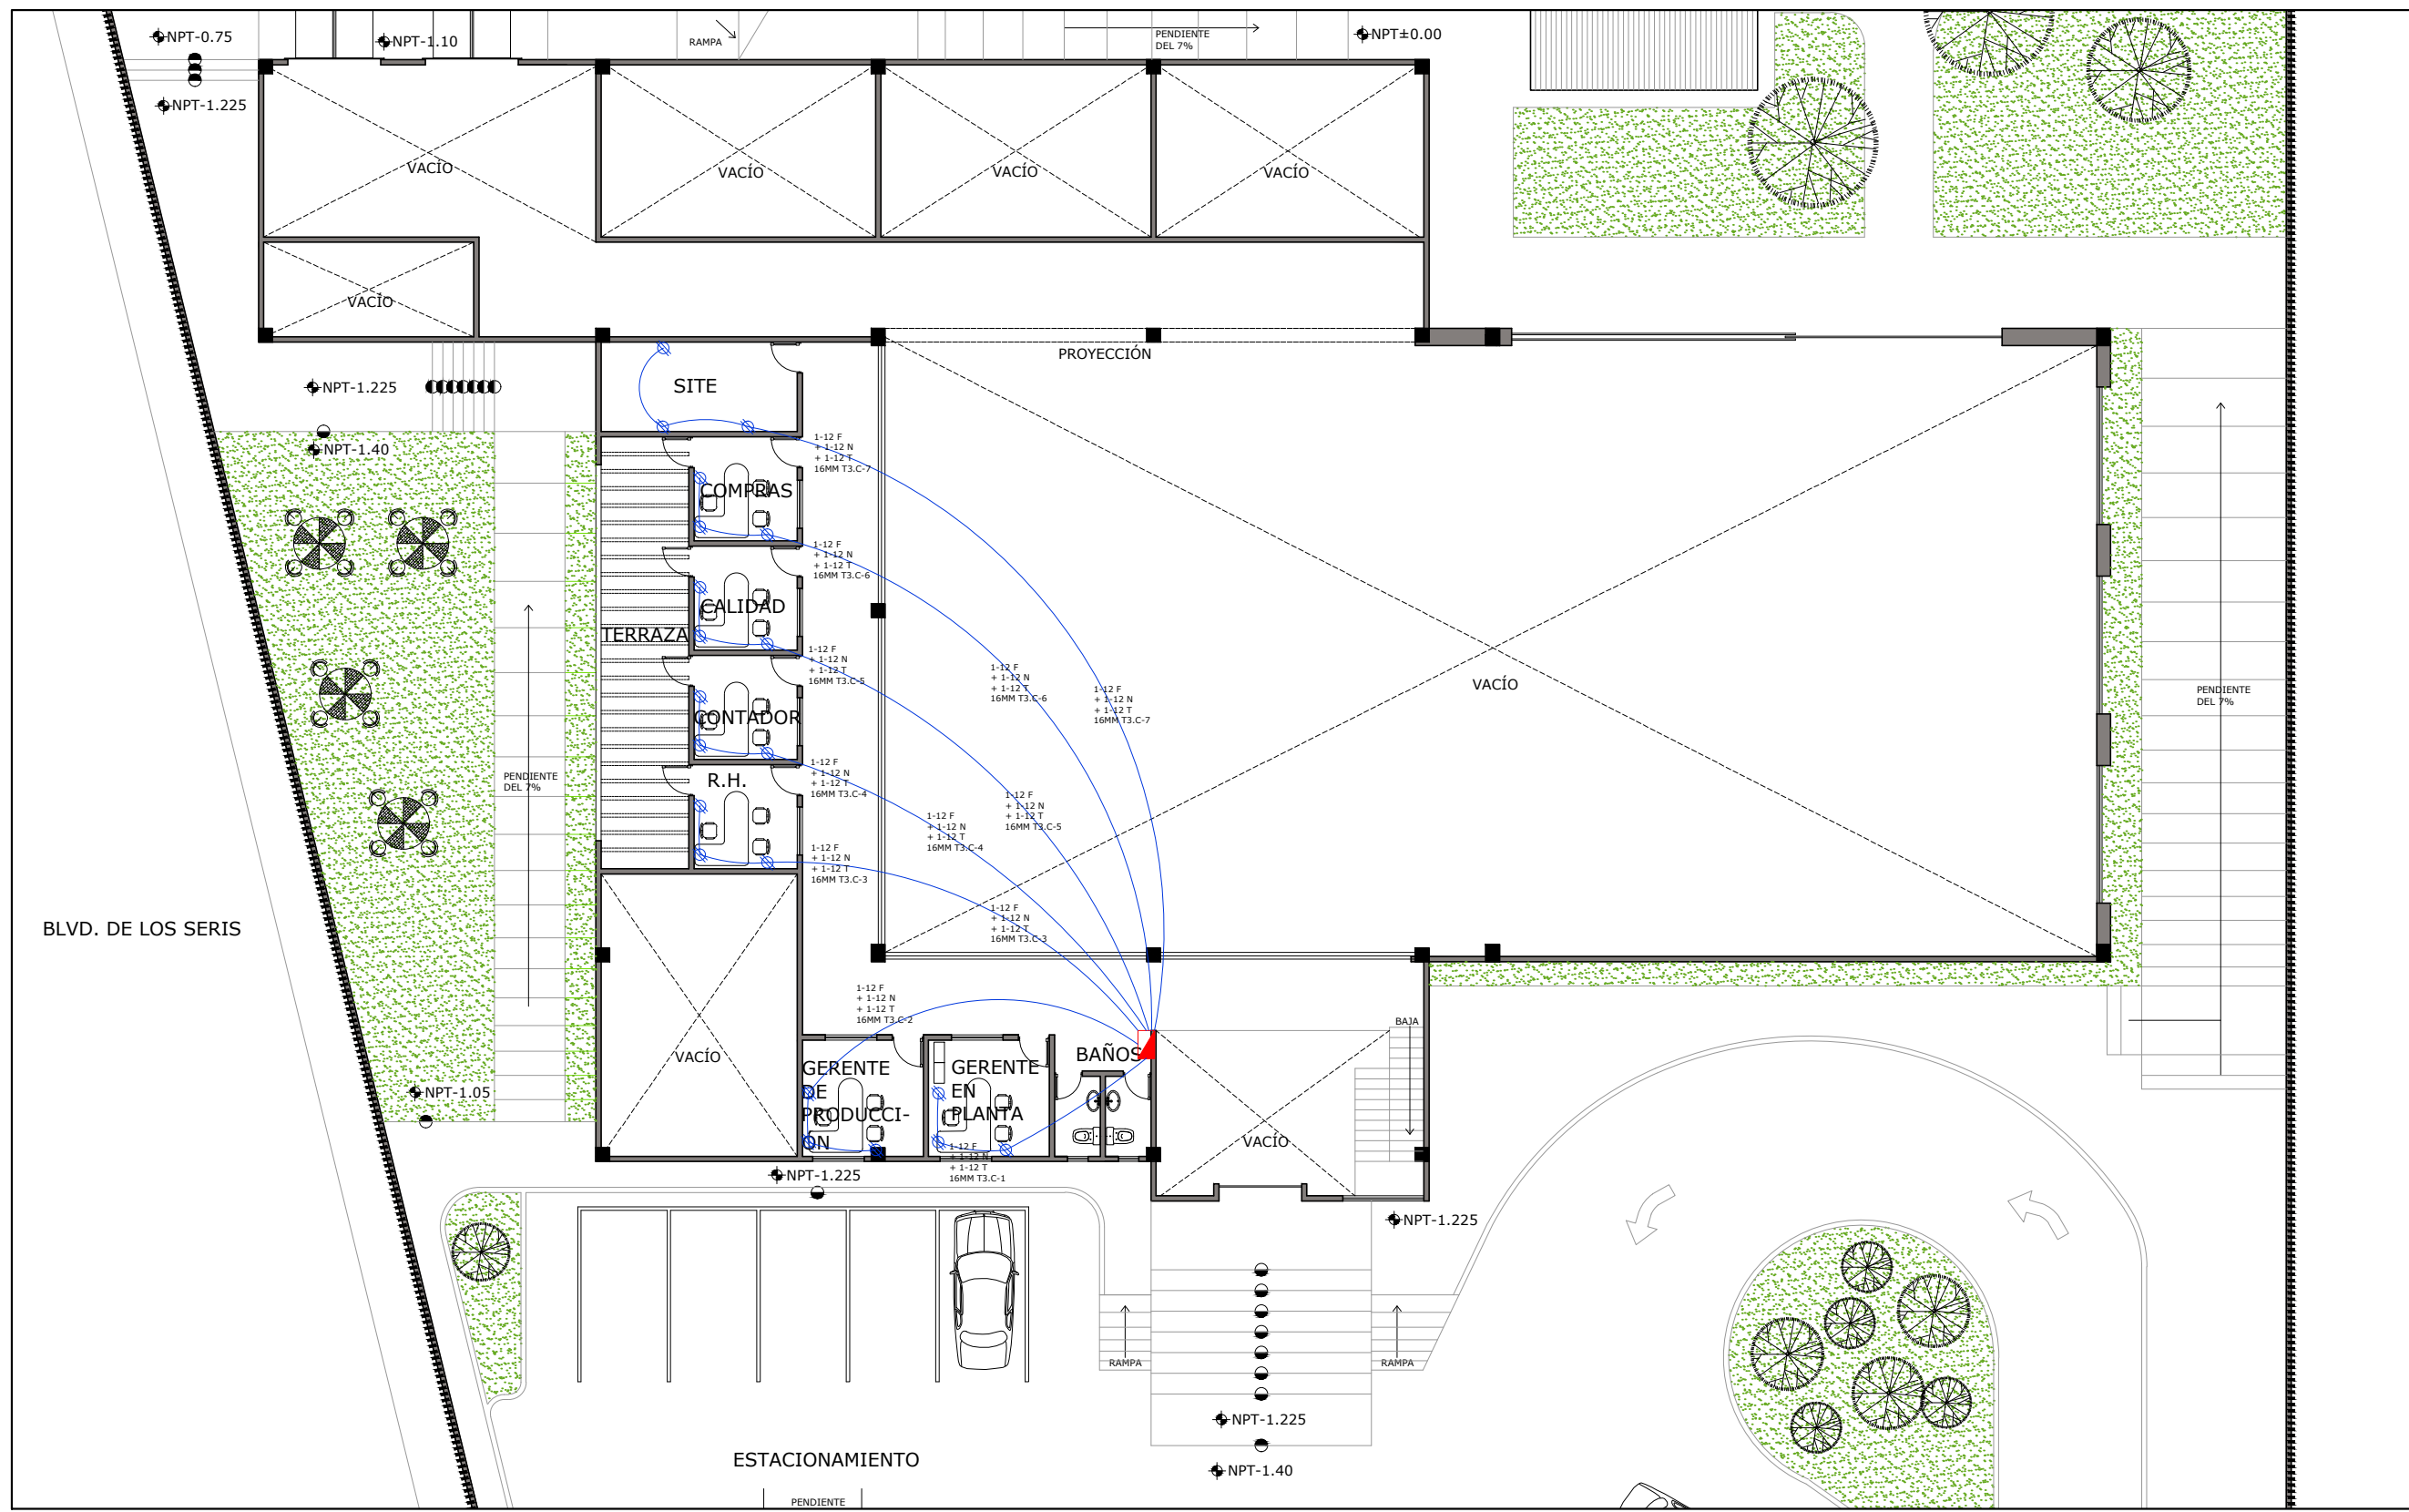 NPT-0.75
NPT-1.10
RAMPA
PENDIENTE
DEL 7%
NPT±0.00
NPT-1.225
VACÍO
VACÍO
VACÍO
VACÍO
VACÍO
PROYECCIÓN
NPT-1.225
SITE
NPT-1.40
1-12 F
+ 1-12 N
+ 1-12 T
16MM T3.C-7
COMPRAS
1-12 F
+ 1-12 N
+ 1-12 T
16MM T3.C-6
CALIDAD
TERRAZA
1-12 F
+ 1-12 N
+ 1-12 T
16MM T3.C-5
1-12 F
+ 1-12 N
+ 1-12 T
16MM T3.C-6
1-12 F
+ 1-12 N
+ 1-12 T
16MM T3.C-7
VACÍO
PENDIENTE
DEL 7%
CONTADOR
PENDIENTE
DEL 7%
R.H.
1-12 F
+ 1-12 N
+ 1-12 T
16MM T3.C-4
1-12 F
+ 1-12 N
+ 1-12 T
16MM T3.C-5
1-12 F
+ 1-12 N
+ 1-12 T
16MM T3.C-4
1-12 F
+ 1-12 N
+ 1-12 T
16MM T3.C-3
1-12 F
+ 1-12 N
+ 1-12 T
16MM T3.C-3
BLVD. DE LOS SERIS
1-12 F
+ 1-12 N
+ 1-12 T
16MM T3.C-2
BAJA
VACÍO
GERENTE
DE
PRODUCCI-
ÓN
GERENTE
EN
PLANTA
BAÑOS
NPT-1.05
VACÍO
1-12 F
+ 1-12 N
+ 1-12 T
16MM T3.C-1
NPT-1.225
NPT-1.225
RAMPA
RAMPA
NPT-1.225
ESTACIONAMIENTO
NPT-1.40
PENDIENTE